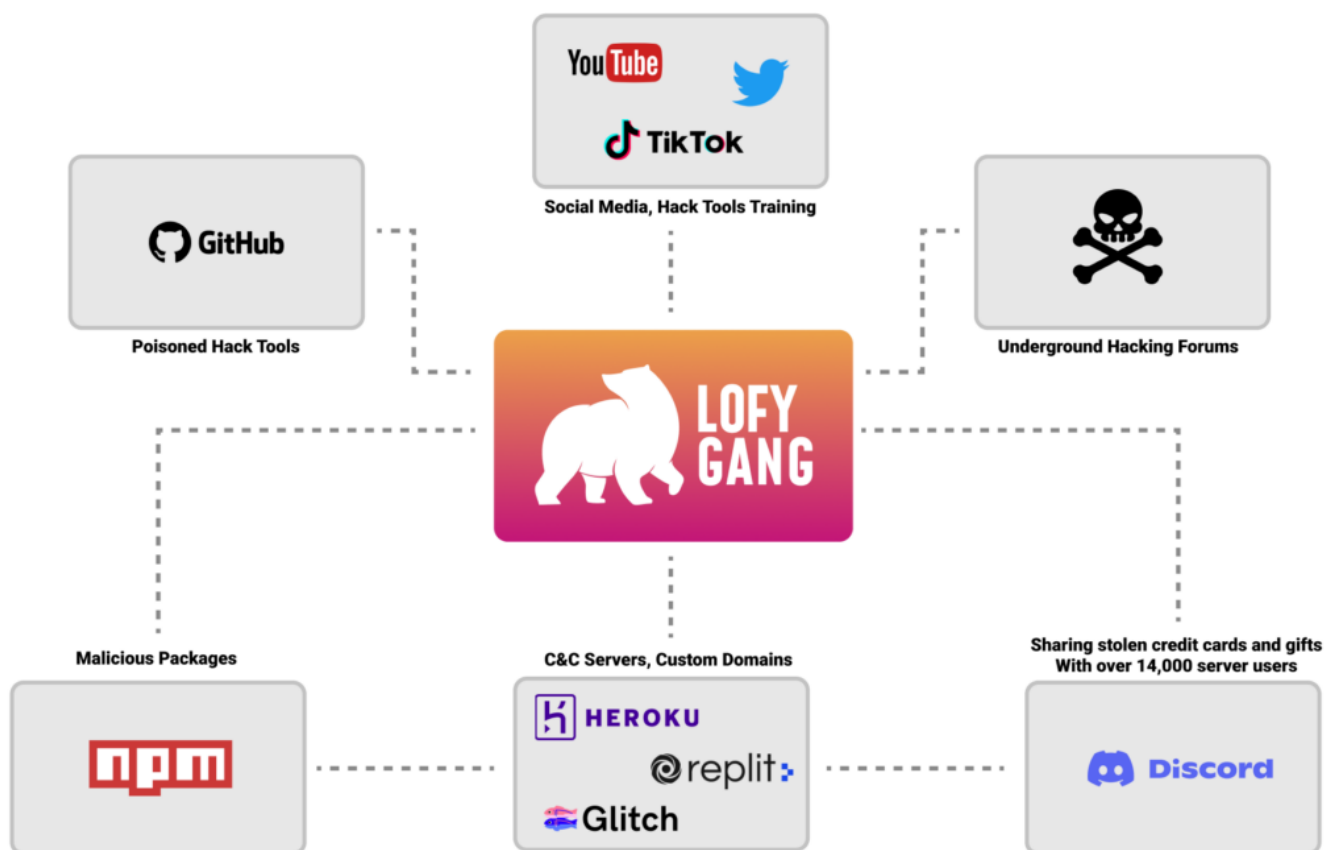 YouTube
TikTok
Social Media, Hack Tools Training
GitHub
Poisoned Hack Tools
Underground Hacking Forums
LOFY
GANG
Malicious Packages
npm
C&C Servers, Custom Domains
HEROKU
replit
Glitch
Sharing stolen credit cards and gifts
With over 14,000 server users
Discord